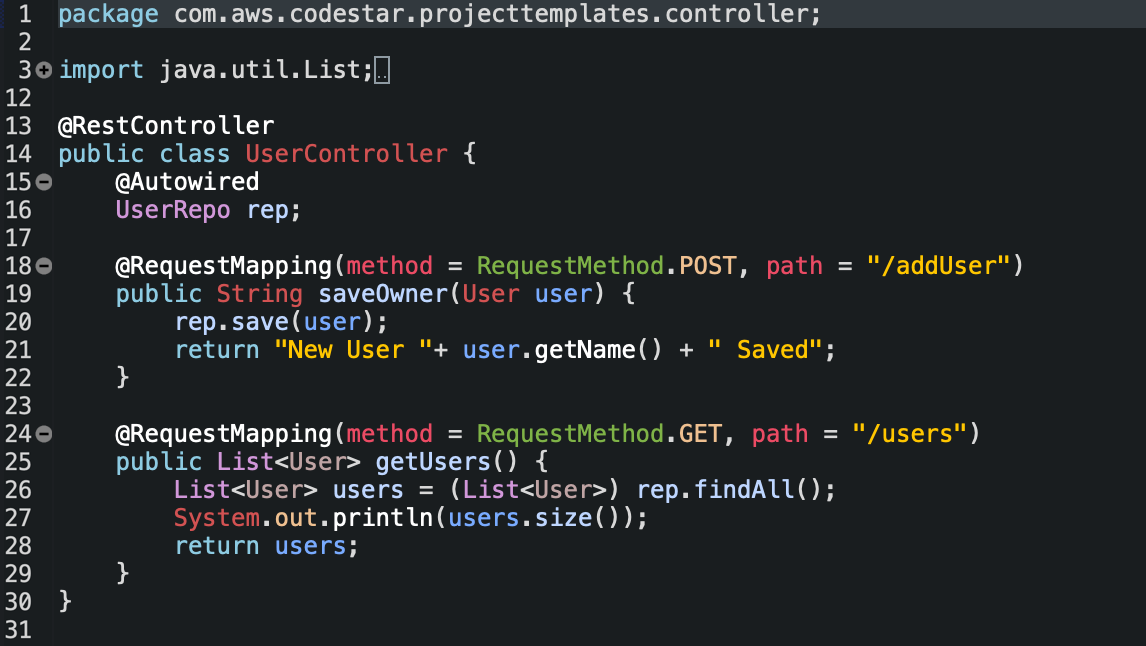 1 package com.aws.codestar.projecttemplates.controller;
2
3 import java.util.List;
12
13 @RestController
14 public class UserController {
15     @Autowired
16     UserRepo rep;
17
18     @RequestMapping(method = RequestMethod.POST, path = "/addUser")
19     public String saveOwner(User user) {
20         rep.save(user);
21         return "New User "+ user.getName() + " Saved";
22     }
23
24     @RequestMapping(method = RequestMethod.GET, path = "/users")
25     public List<User> getUsers() {
26         List<User> users = (List<User>) rep.findAll();
27         System.out.println(users.size());
28         return users;
29     }
30 }
31